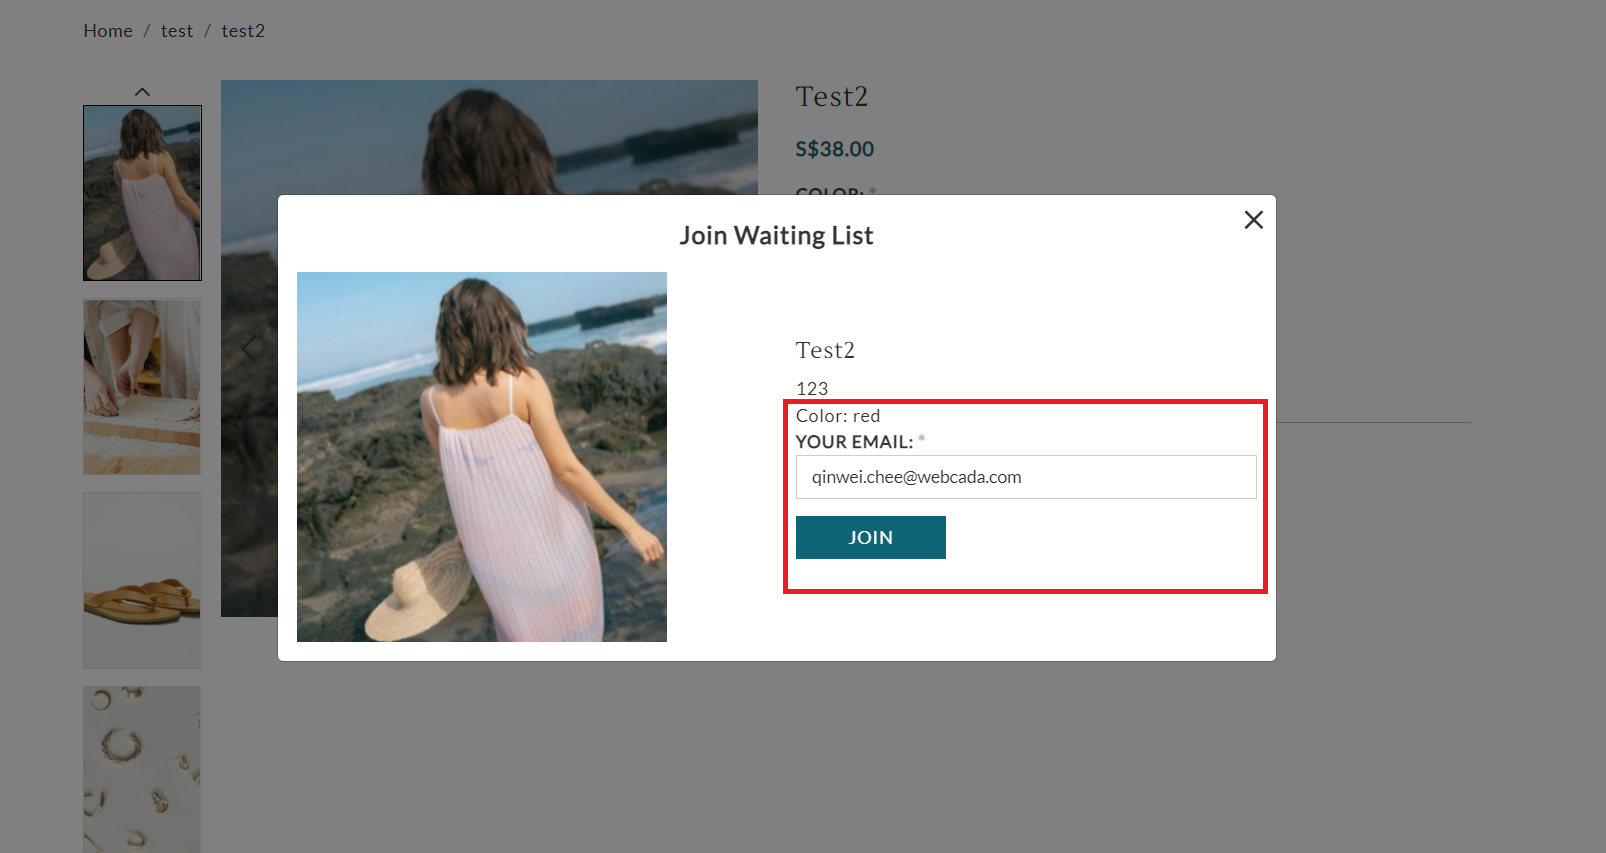 Home / test / test2
Test2
S$38.00
COLOR: *
Join Waiting List
Test2
123
Color: red
YOUR EMAIL: *
qinwei.chee@webcada.com
JOIN